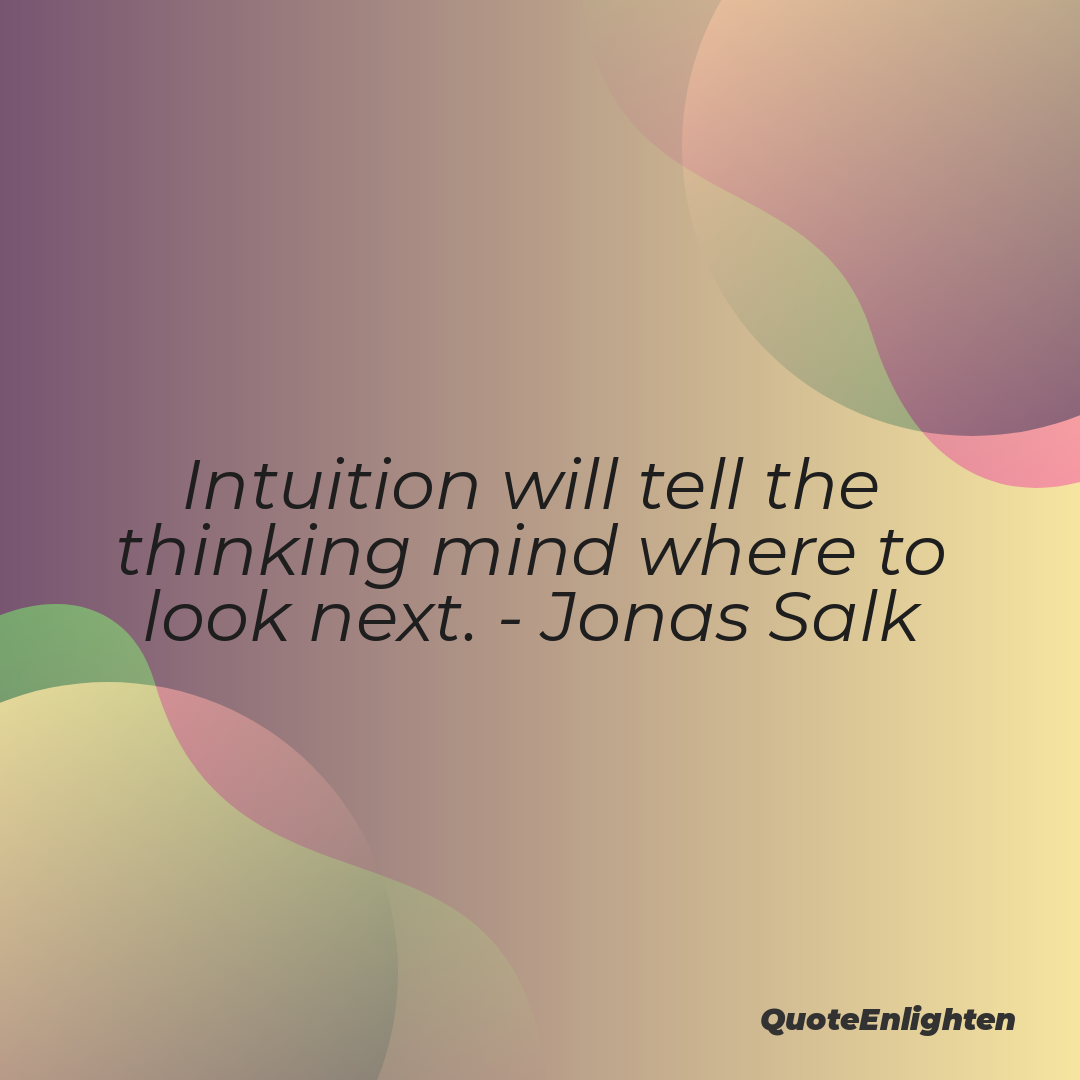 Intuition will tell the
thinking mind where to
look next. - Jonas Salk
QuoteEnlighten